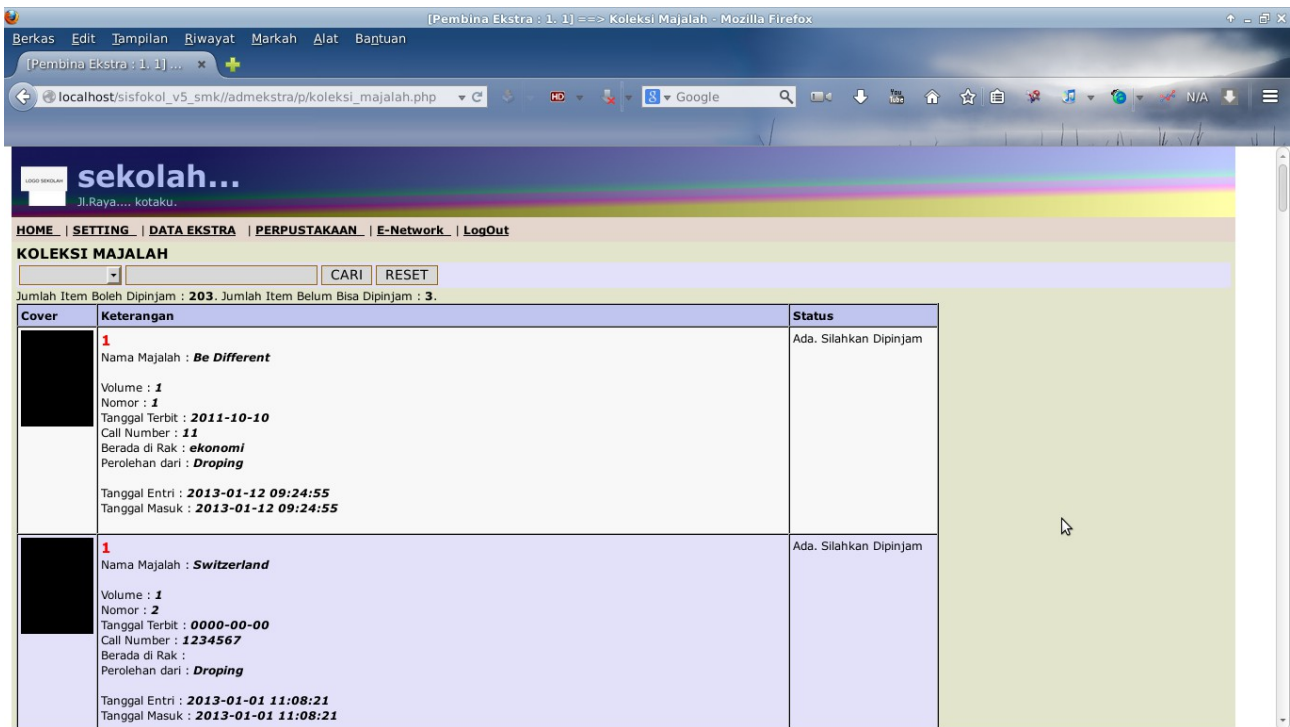 [Pembina Ekstra : 1. 1] ==> Koleksi Majalah - Mozilla Firefox
Berkas Edit Tampilan Riwayat Markah Alat Bantuan
[Pembina Ekstra : 1. 1] ...
localhost/sisfokol_v5_smk//admekstra/p/koleksi_majalah.php
HD
8 Google
You Tube
N/A
LOGO SEKOLAH
sekolah...
Jl.Raya.... kotaku.
HOME | SETTING | DATA EKSTRA | PERPUSTAKAAN | E-Network | LogOut
KOLEKSI MAJALAH
CARI RESET
Jumlah Item Boleh Dipinjam : 203. Jumlah Item Belum Bisa Dipinjam : 3.
Cover Keterangan Status
1
Ada. Silahkan Dipinjam
Nama Majalah : Be Different
Volume : 1
Nomor : 1
Tanggal Terbit : 2011-10-10
Call Number : 11
Berada di Rak : ekonomi
Perolehan dari : Droping
Tanggal Entri : 2013-01-12 09:24:55
Tanggal Masuk : 2013-01-12 09:24:55
1
Ada. Silahkan Dipinjam
Nama Majalah : Switzerland
Volume : 1
Nomor : 2
Tanggal Terbit : 0000-00-00
Call Number : 1234567
Berada di Rak :
Perolehan dari : Droping
Tanggal Entri : 2013-01-01 11:08:21
Tanggal Masuk : 2013-01-01 11:08:21